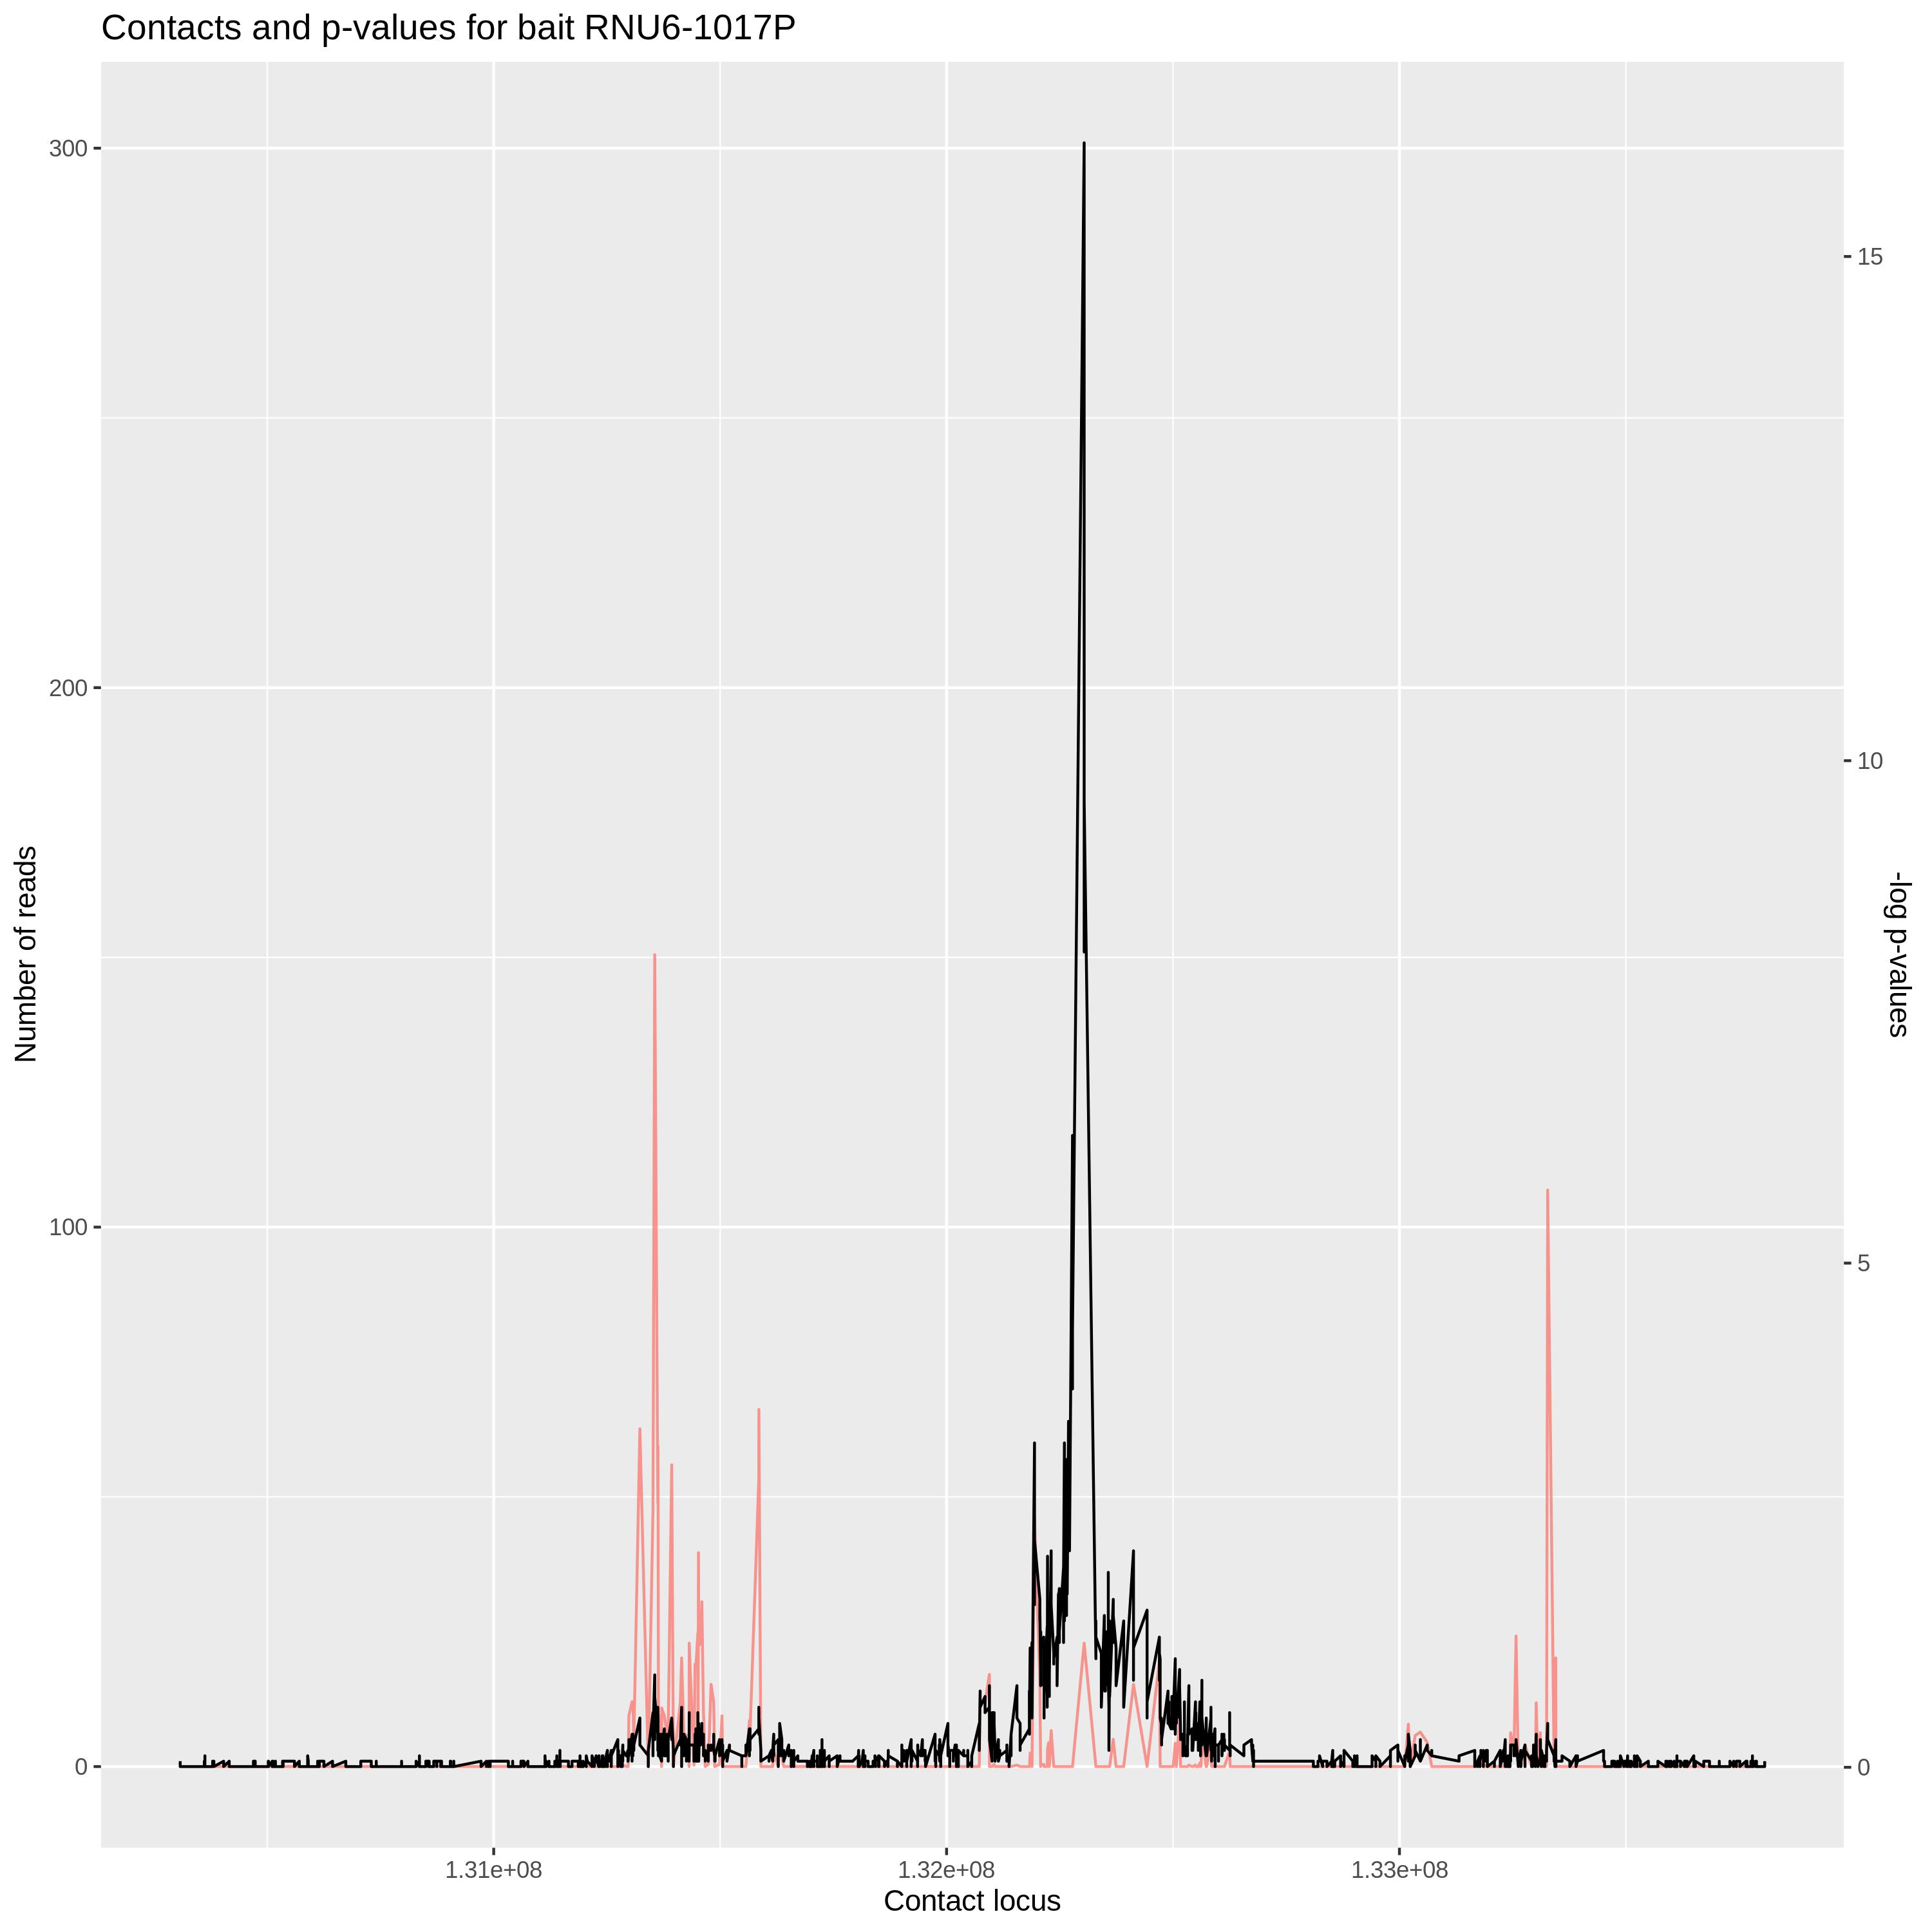 Contacts and p-values for bait RNU6-1017P
300
200
100
0
Number of reads
15
10
5
0
-log p-values
1.31e+08 1.32e+08 1.33e+08
Contact locus